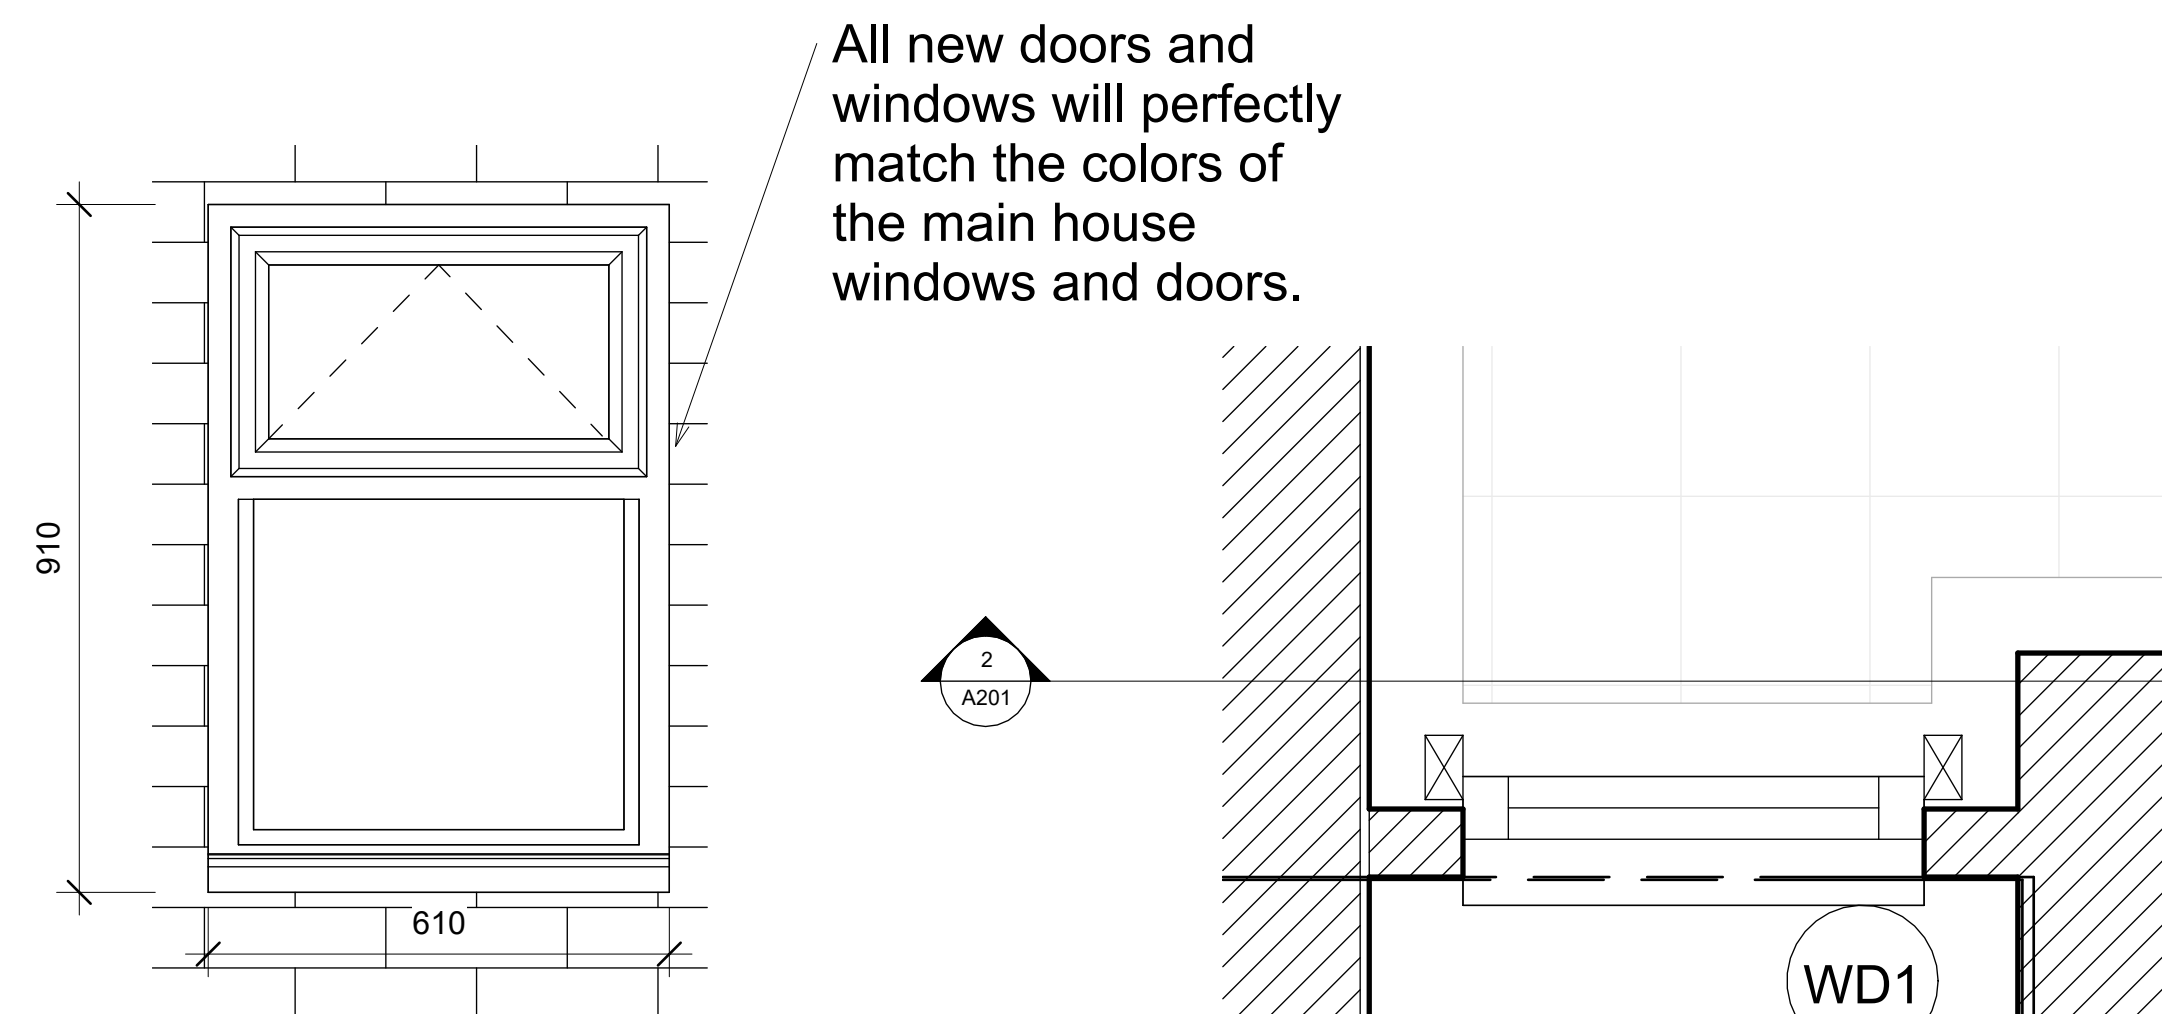 All new doors and
windows will perfectly
match the colors of
the main house
windows and doors.
910
610
2
A201
WD1